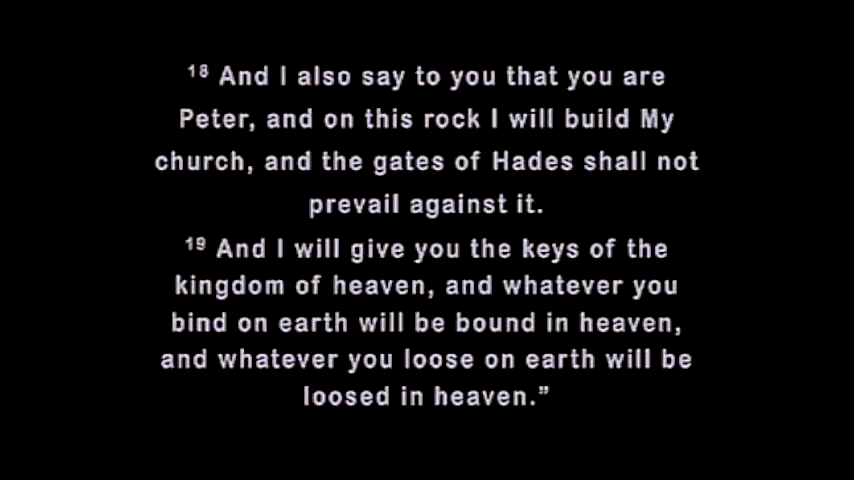 18 And I also say to you that you are
Peter, and on this rock I will build My
church, and the gates of Hades shall not
prevail against it.
19 And I will give you the keys of the
kingdom of heaven, and whatever you
bind on earth will be bound in heaven,
and whatever you loose on earth will be
loosed in heaven.”